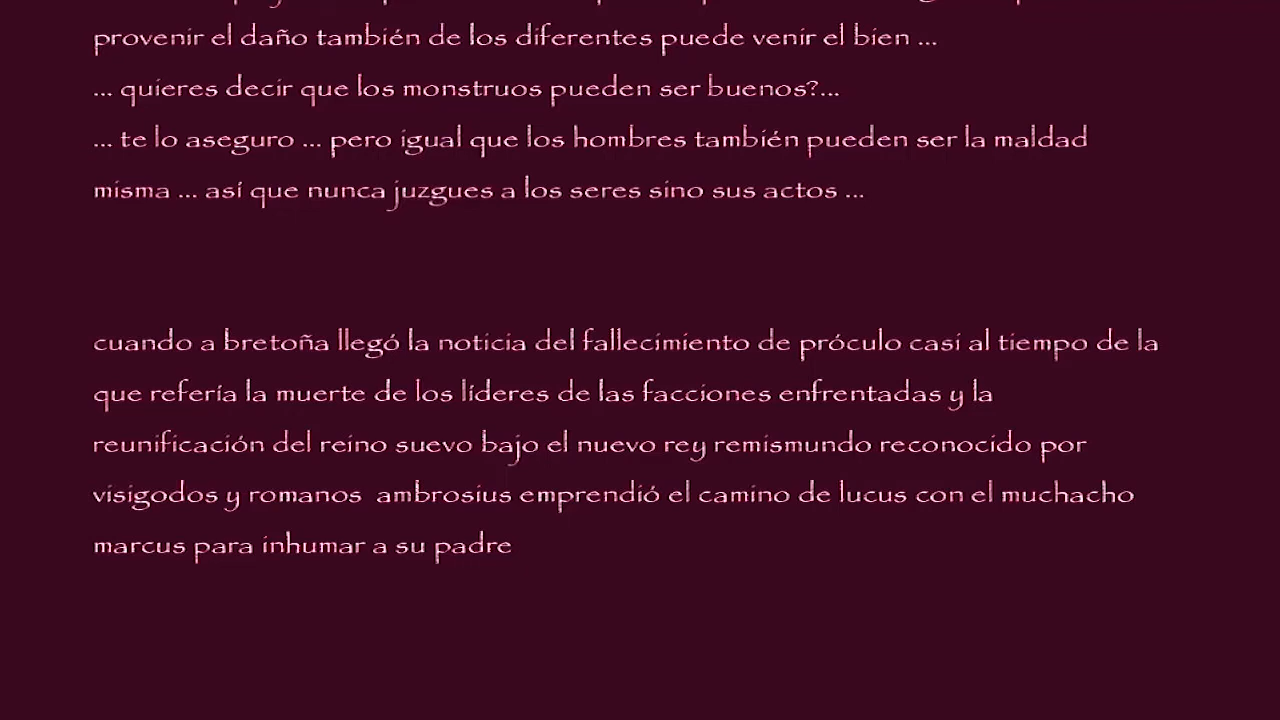 provenir el daño también de los diferentes puede venir el bien ...
... quieres decir que los monstruos pueden ser buenos?...
... te lo aseguro ... pero igual que los hombres también pueden ser la maldad
misma ... así que nunca juzgues a los seres sino sus actos ...
cuando a bretoña llegó la noticia del fallecimiento de próculo casi al tiempo de la
que refería la muerte de los líderes de las facciones enfrentadas y la
reunificación del reino suevo bajo el nuevo rey remismundo reconocido por
visigodos y romanos  ambrosius emprendió el camino de lucus con el muchacho
marcus para inhumar a su padre